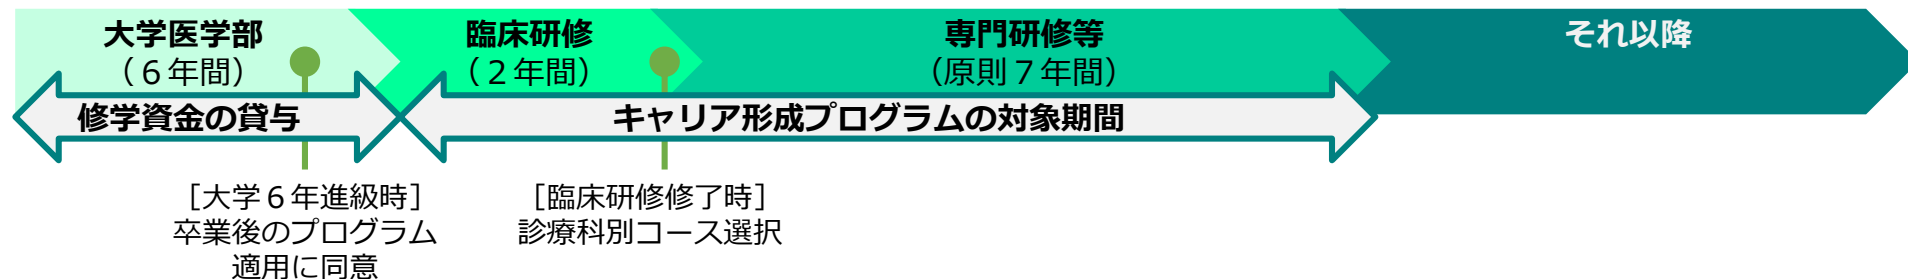 大学医学部
（６年間）
臨床研修
（２年間）
専門研修等
（原則７年間）
それ以降
修学資金の貸与
キャリア形成プログラムの対象期間
［大学６年進級時］
卒業後のプログラム
適用に同意
［臨床研修修了時］
診療科別コース選択